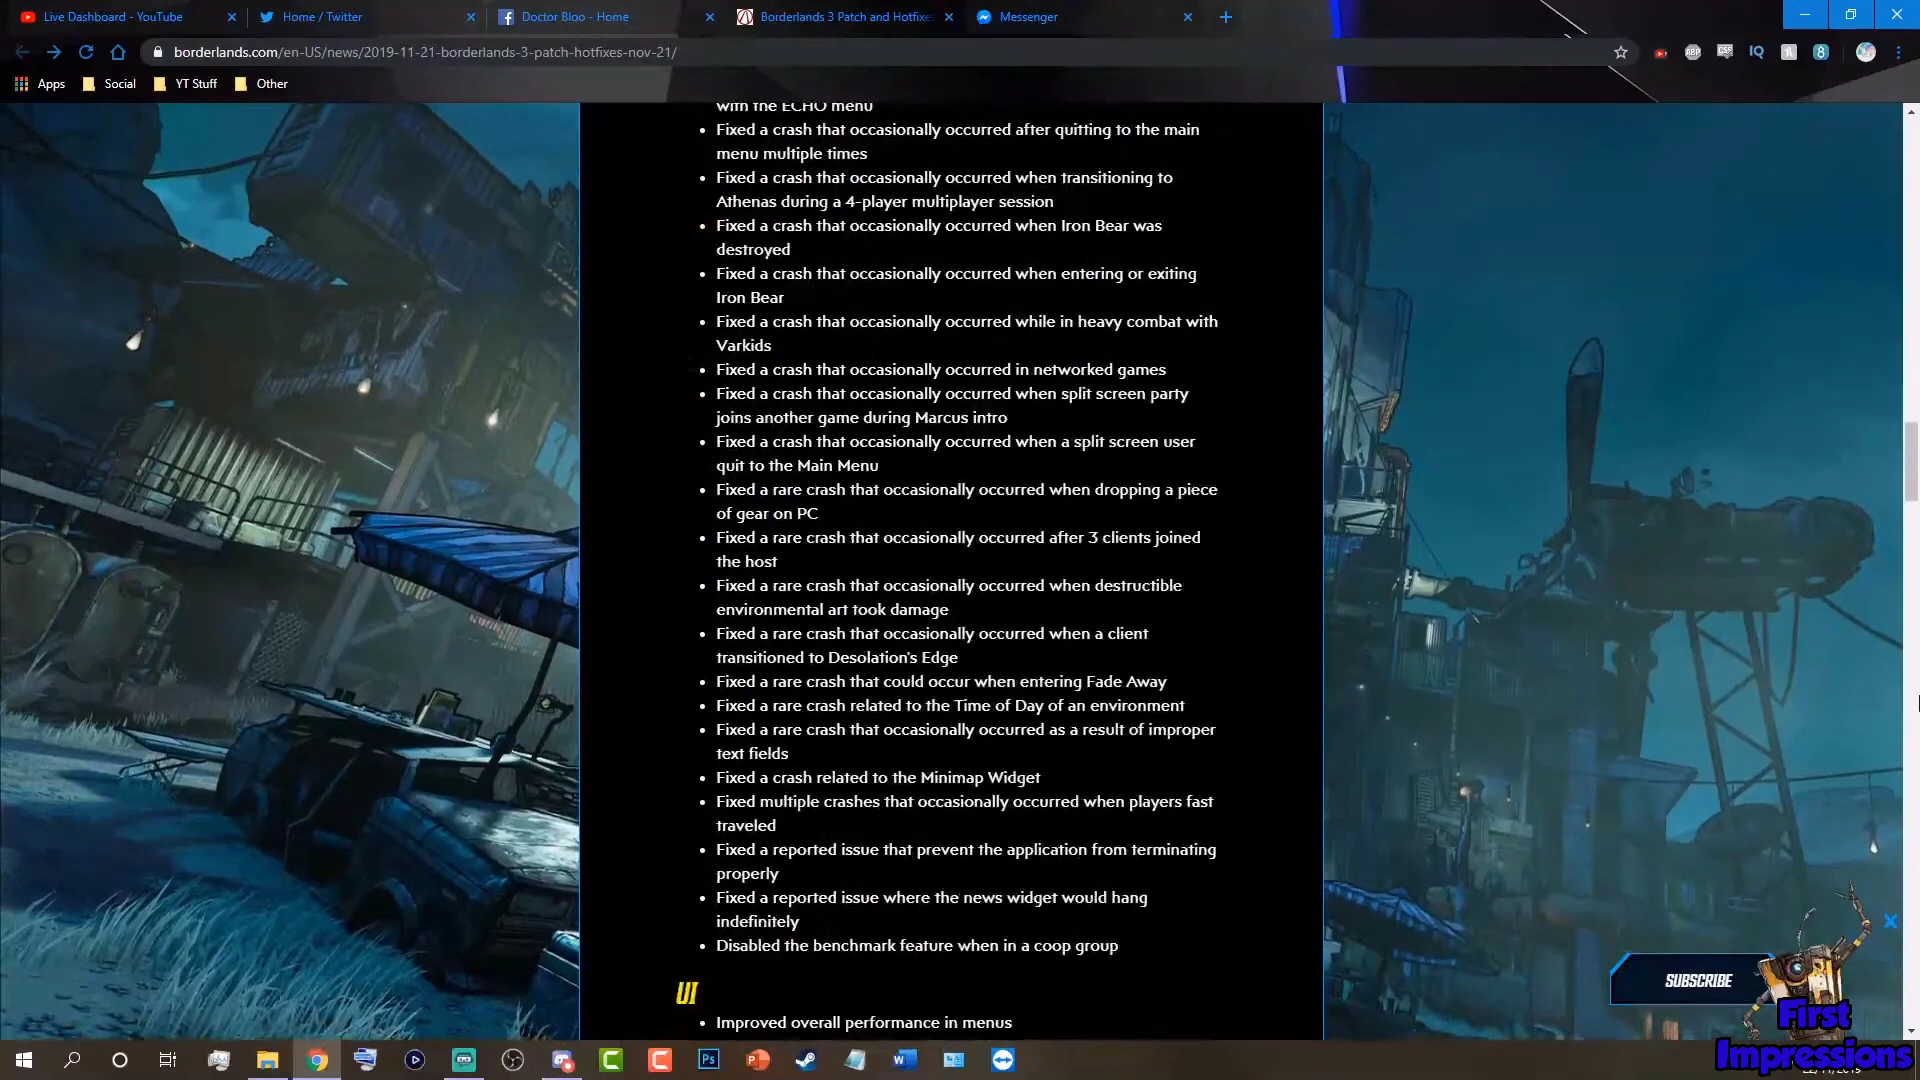 Live Dashboard - YouTube
Home / Twitter
Doctor Bloo - Home
Borderlands 3 Patch and Hotfixe
Messenger
borderlands.com/en-US/news/2019-11-21-borderlands-3-patch-hotfixes-nov-21/
Apps
Social
YT Stuff
Other
with the ECHO menu
• Fixed a crash that occasionally occurred after quitting to the main
menu multiple times
• Fixed a crash that occasionally occurred when transitioning to
Athenas during a 4-player multiplayer session
• Fixed a crash that occasionally occurred when Iron Bear was
destroyed
• Fixed a crash that occasionally occurred when entering or exiting
Iron Bear
• Fixed a crash that occasionally occurred while in heavy combat with
Varkids
• Fixed a crash that occasionally occurred in networked games
• Fixed a crash that occasionally occurred when split screen party
joins another game during Marcus intro
• Fixed a crash that occasionally occurred when a split screen user
quit to the Main Menu
• Fixed a rare crash that occasionally occurred when dropping a piece
of gear on PC
• Fixed a rare crash that occasionally occurred after 3 clients joined
the host
• Fixed a rare crash that occasionally occurred when destructible
environmental art took damage
• Fixed a rare crash that occasionally occurred when a client
transitioned to Desolation's Edge
• Fixed a rare crash that could occur when entering Fade Away
• Fixed a rare crash related to the Time of Day of an environment
• Fixed a rare crash that occasionally occurred as a result of improper
text fields
• Fixed a crash related to the Minimap Widget
• Fixed multiple crashes that occasionally occurred when players fast
traveled
• Fixed a reported issue that prevent the application from terminating
properly
• Fixed a reported issue where the news widget would hang
indefinitely
• Disabled the benchmark feature when in a coop group
UI
• Improved overall performance in menus
SUBSCRIBE
First
Impressions